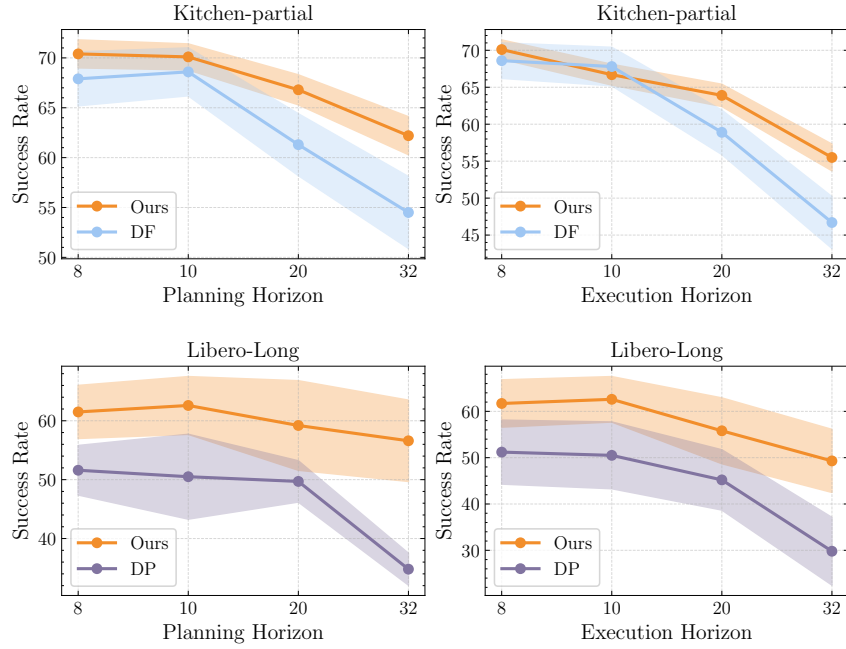 Kitchen-partial
Success Rate
70
65
60
55
50
Ours
DF
8
10
20
32
Planning Horizon
Kitchen-partial
Success Rate
70
65
60
55
50
45
Ours
DF
8
10
20
32
Execution Horizon
Libero-Long
Success Rate
60
50
40
Ours
DP
8
10
20
32
Planning Horizon
Libero-Long
Success Rate
60
50
40
30
Ours
DP
8
10
20
32
Execution Horizon